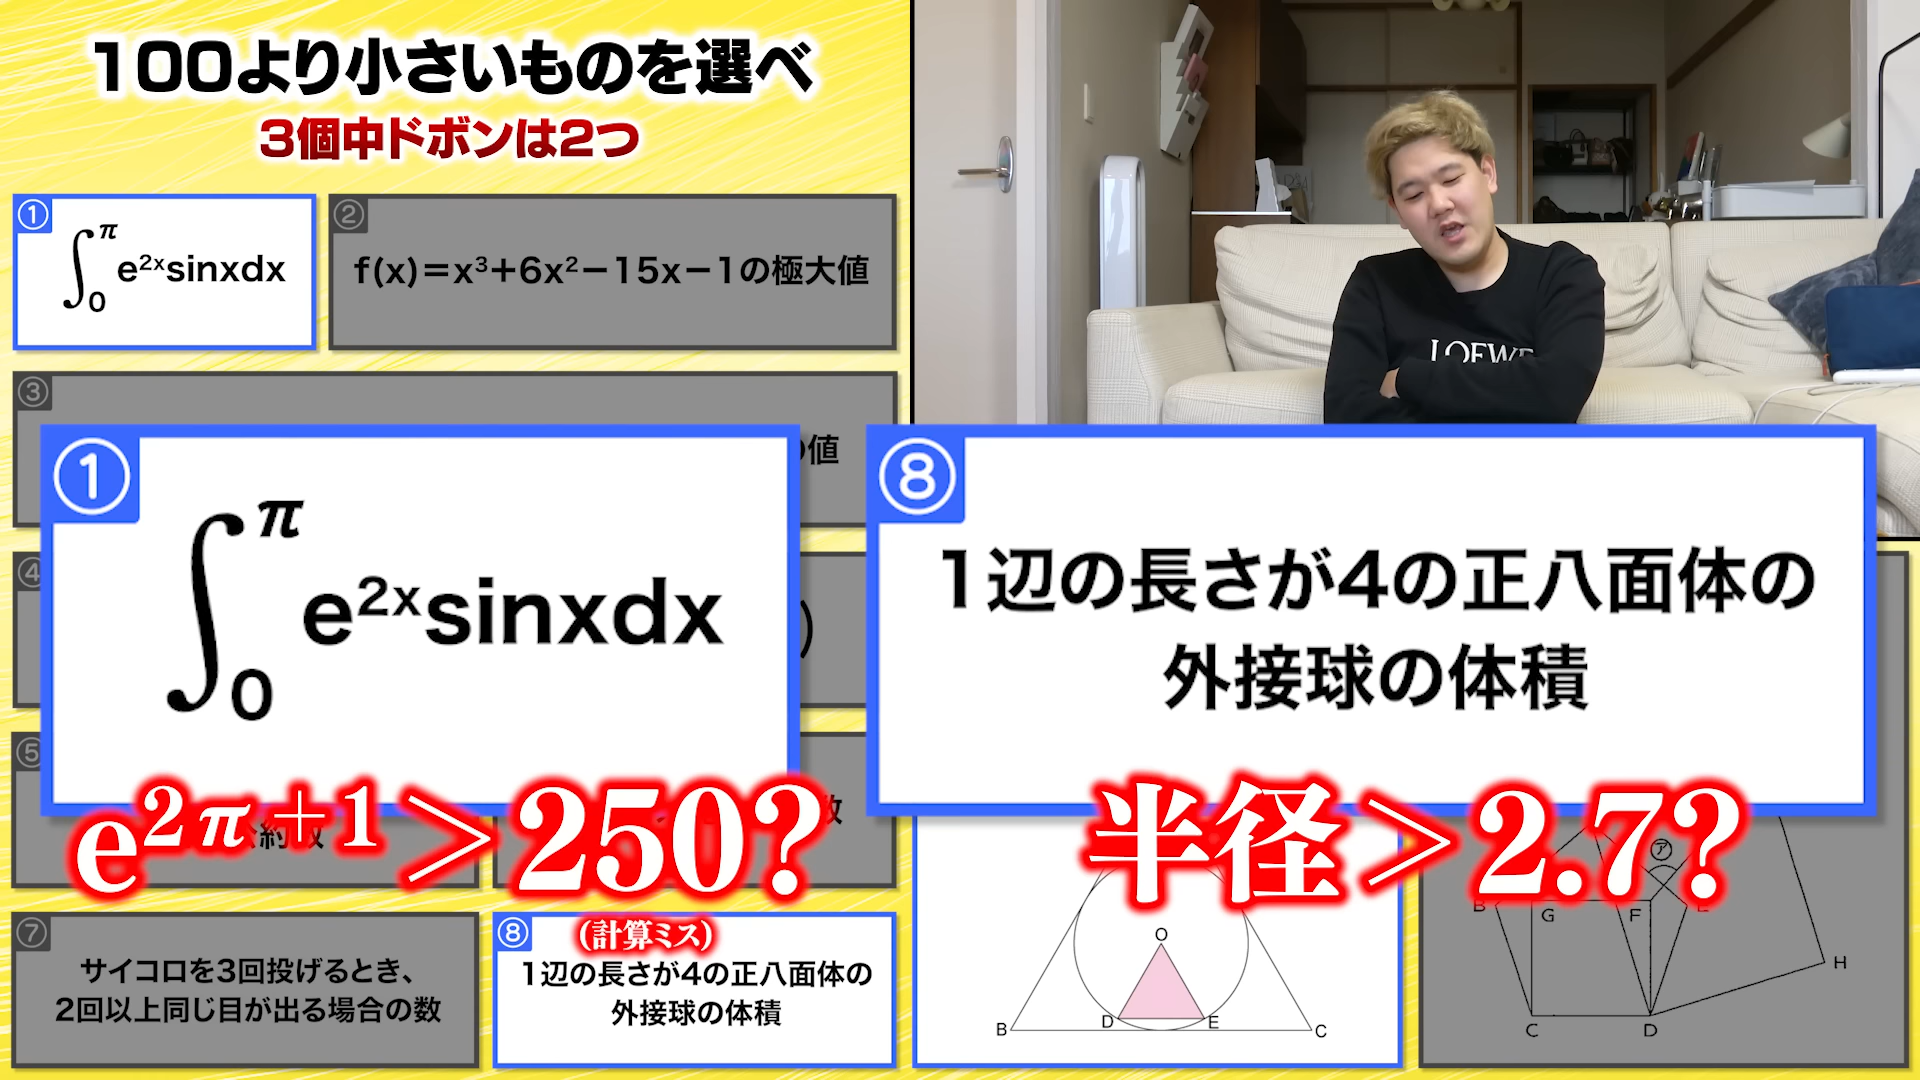 100より小さいものを選べ
3個中ドボンは2つ
①
∫₀^π e²ˣsinxdx
②
f(x)=x³+6x²−15x−1の極大値
③
値
①
∫₀^π e²ˣsinxdx
⑧
1辺の長さが4の正八面体の
外接球の体積
④
)
⑤
公約数
数
e^{2π+1}>250?
(計算ミス)
半径>2.7?
⑦
サイコロを3回投げるとき、
2回以上同じ目が出る場合の数
⑧
1辺の長さが4の正八面体の
外接球の体積
O
B
D
E
C
㋐
B
G
F
E
H
C
D
LOEWE